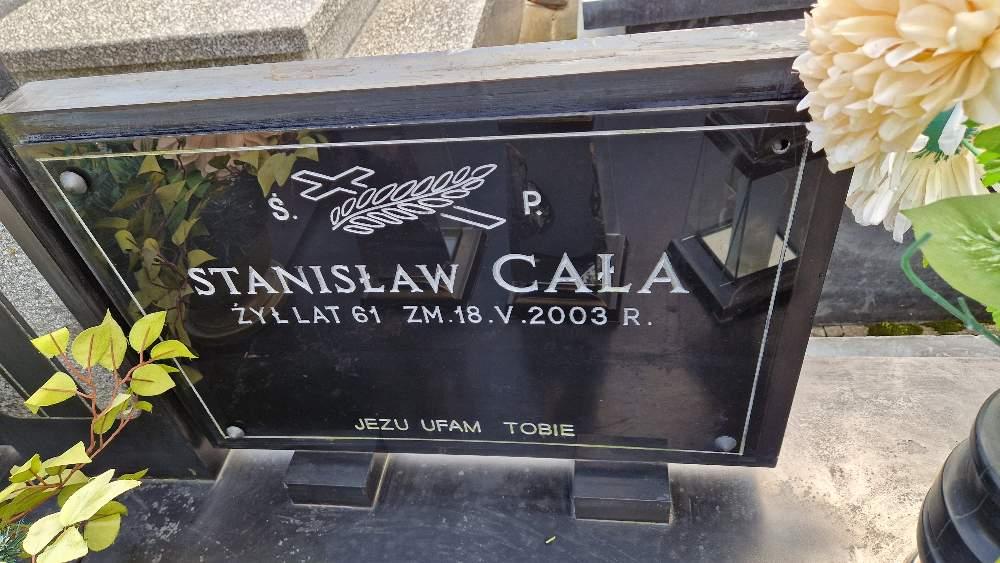 Ś. P.
STANISŁAW CAŁA
ŻYŁ LAT 61 ZM. 18. V. 2003 R.
JEZU UFAM TOBIE